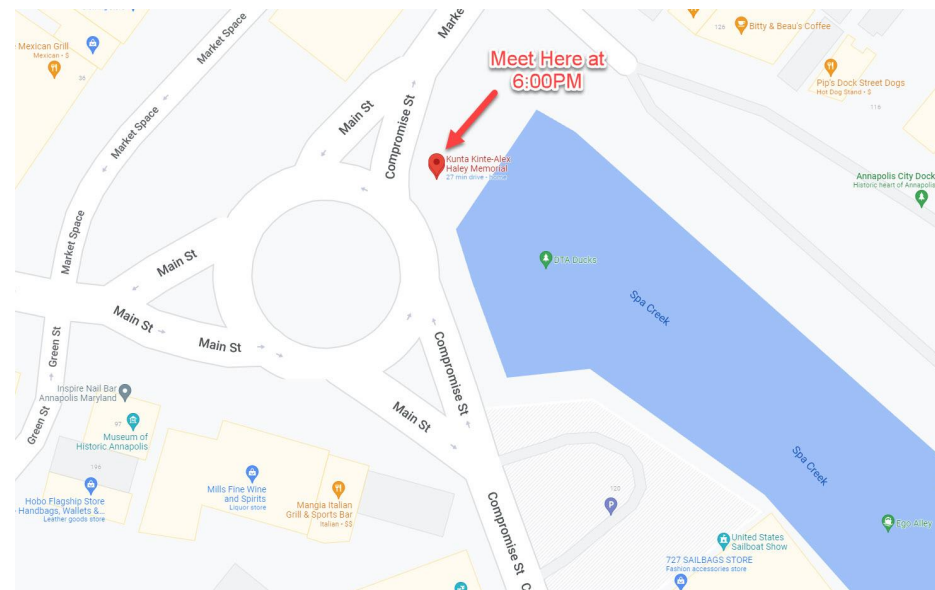 Mexican Grill
Mexican • $
38
Market Space
Market
Bitty & Beau's Coffee
126
Pip's Dock Street Dogs
Hot Dog Stand • $
118
Meet Here at
6:00PM
Main St
Compromise St
Market Space
Kunta Kinte-Alex
Haley Memorial
27 min drive - home
Annapolis City Dock
Historic heart of Annapolis
Market Space
Main St
DTA Ducks
Spa Creek
Main St
Main St
Green St
Compromise St
Inspire Nail Bar
Annapolis Maryland
Main St
97
Museum of
Historic Annapolis
Green St
196
Spa Creek
Hobo Flagship Store
- Handbags, Wallets &...
Leather goods store
Mills Fine Wine
and Spirits
Liquor store
Mangia Italian
Grill & Sports Bar
Italian • $$
120
P
Compromise St
Ego Alley
United States
Sailboat Show
727 SAILBAGS STORE
Fashion accessories store
C